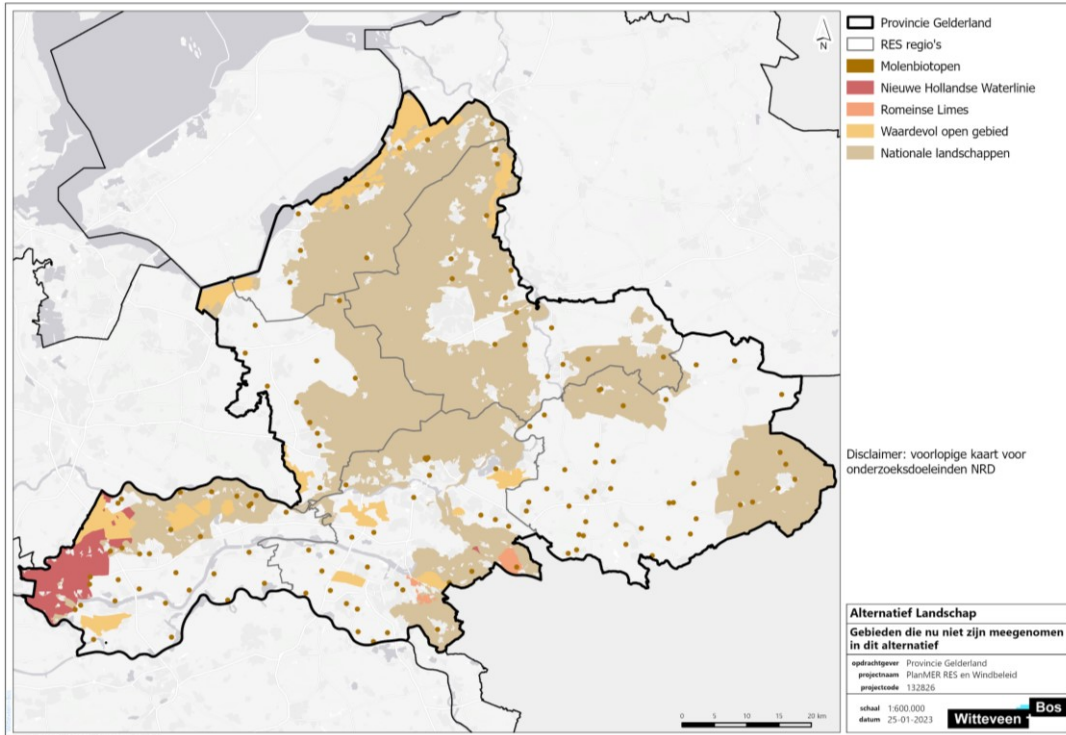 N
Provincie Gelderland
RES regio's
Molenbiotopen
Nieuwe Hollandse Waterlinie
Romeinse Limes
Waardevol open gebied
Nationale landschappen
Disclaimer: voorlopige kaart voor
onderzoeksdoeleinden NRD
Alternatief Landschap
Gebieden die nu niet zijn meegenomen
in dit alternatief
opdrachtgever Provincie Gelderland
projectnaam PlanMER RES en Windbeleid
projectcode 132826
schaal 1:600.000
datum 25-01-2023
Witteveen + Bos
0 5 10 15 20 km